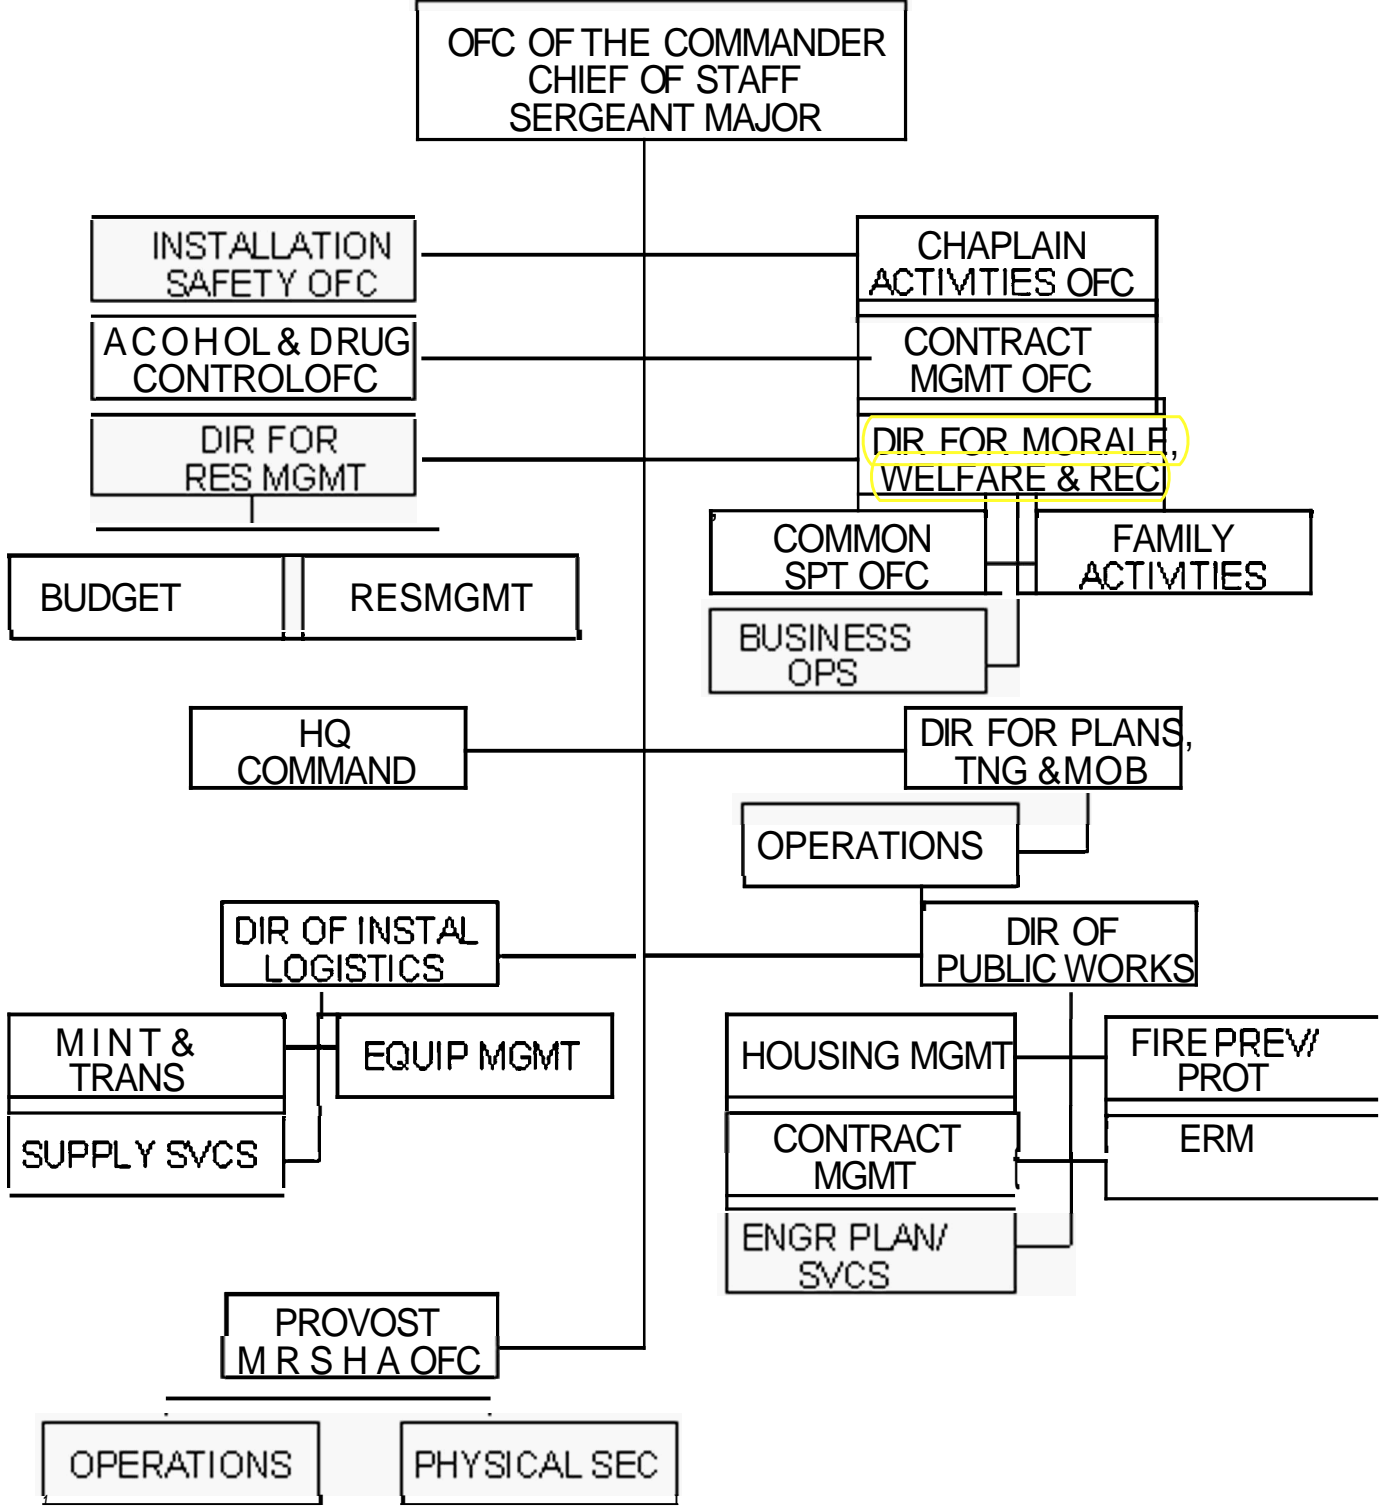 OFC OF THE COMMANDER
CHIEF OF STAFF
SERGEANT MAJOR
INSTALLATION
SAFETY OFC
CHAPLAIN
ACTIVITIES OFC
ACOHOL & DRUG
CONTROLOFC
CONTRACT
MGMT OFC
DIR FOR
RES MGMT
DIR FOR MORALE,
WELFARE & REC
BUDGET
RESMGMT
COMMON
SPT OFC
FAMILY
ACTIVITIES
BUSINESS
OPS
HQ
COMMAND
DIR FOR PLANS,
TNG &MOB
OPERATIONS
DIR OF INSTAL
LOGISTICS
DIR OF
PUBLIC WORKS
MINT &
TRANS
EQUIP MGMT
SUPPLY SVCS
HOUSING MGMT
FIRE PREV/
PROT
CONTRACT
MGMT
ERM
ENGR PLAN/
SVCS
PROVOST
MRSHA OFC
OPERATIONS
PHYSICAL SEC